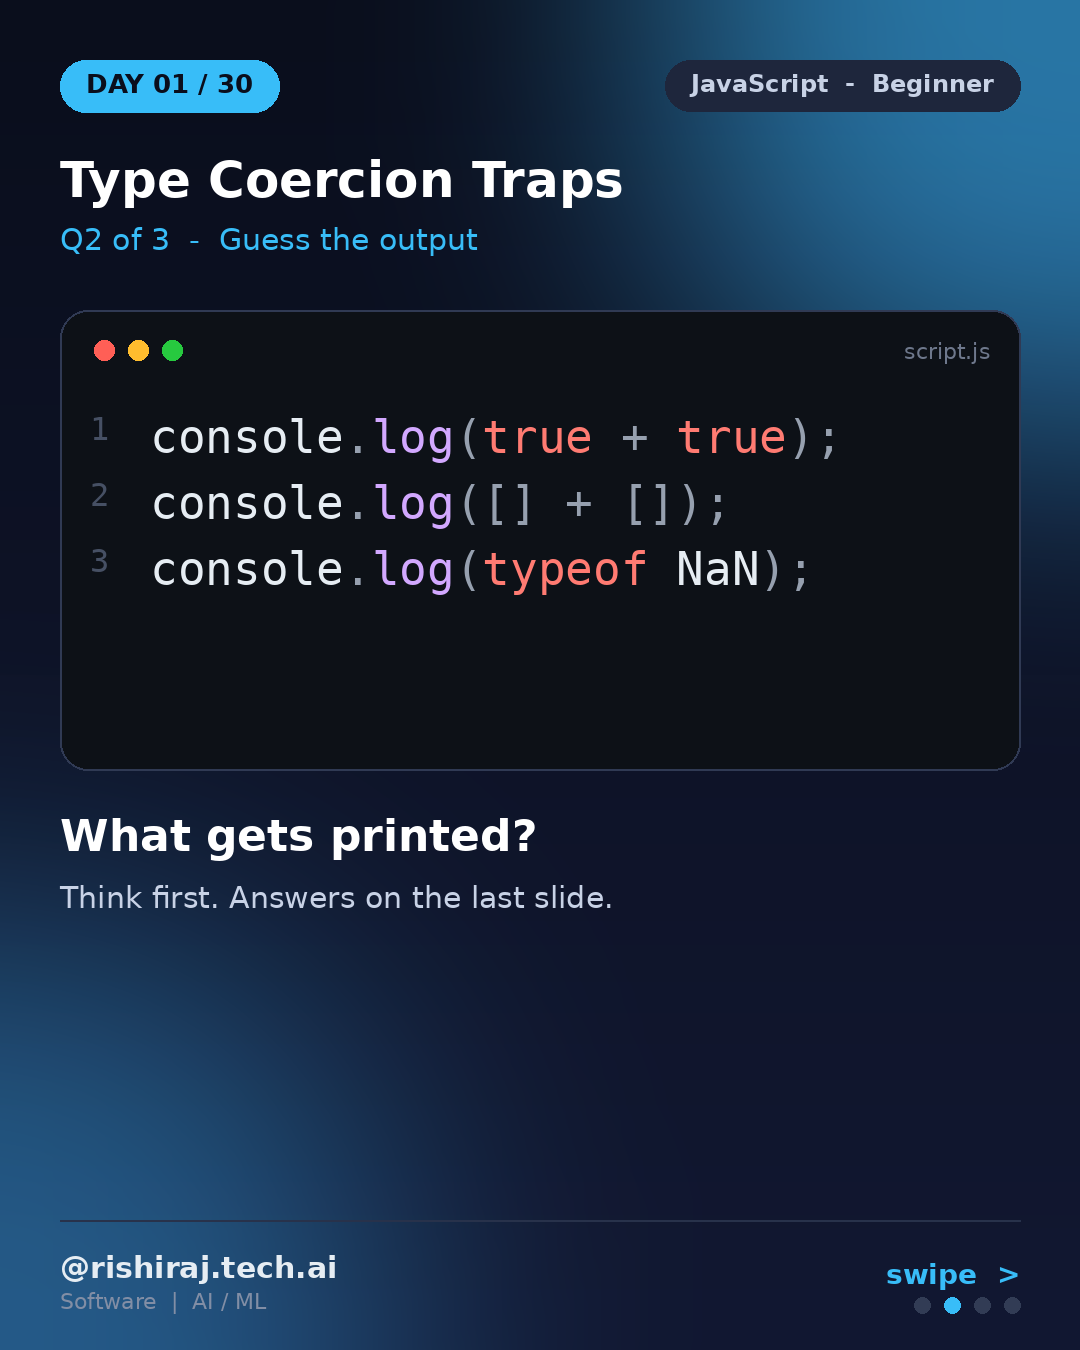 DAY 01 / 30
JavaScript - Beginner
Type Coercion Traps
Q2 of 3 - Guess the output
script.js
1 console.log(true + true);
2 console.log([] + []);
3 console.log(typeof NaN);
What gets printed?
Think first. Answers on the last slide.
@rishiraj.tech.ai
Software | AI / ML
swipe >